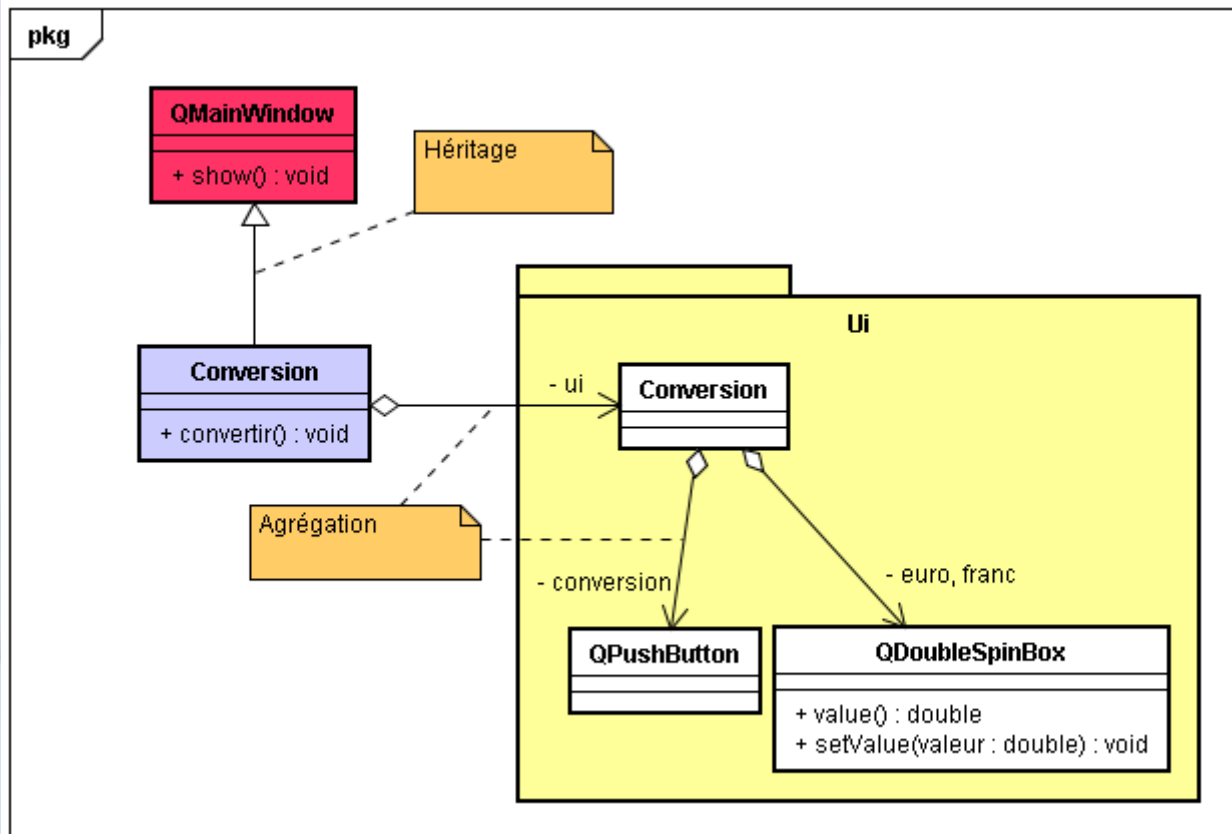 pkg
QMainWindow
+ show() : void
Héritage
Ui
Conversion
+ convertir() : void
- ui
Conversion
Agrégation
- conversion
- euro, franc
QPushButton
QDoubleSpinBox
+ value() : double
+ setValue(valeur : double) : void